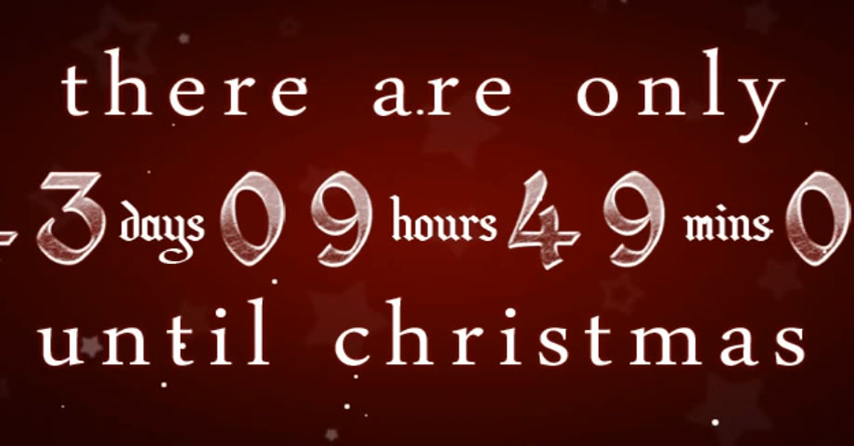 there are only
3 days 09 hours 49 mins 0
until christmas